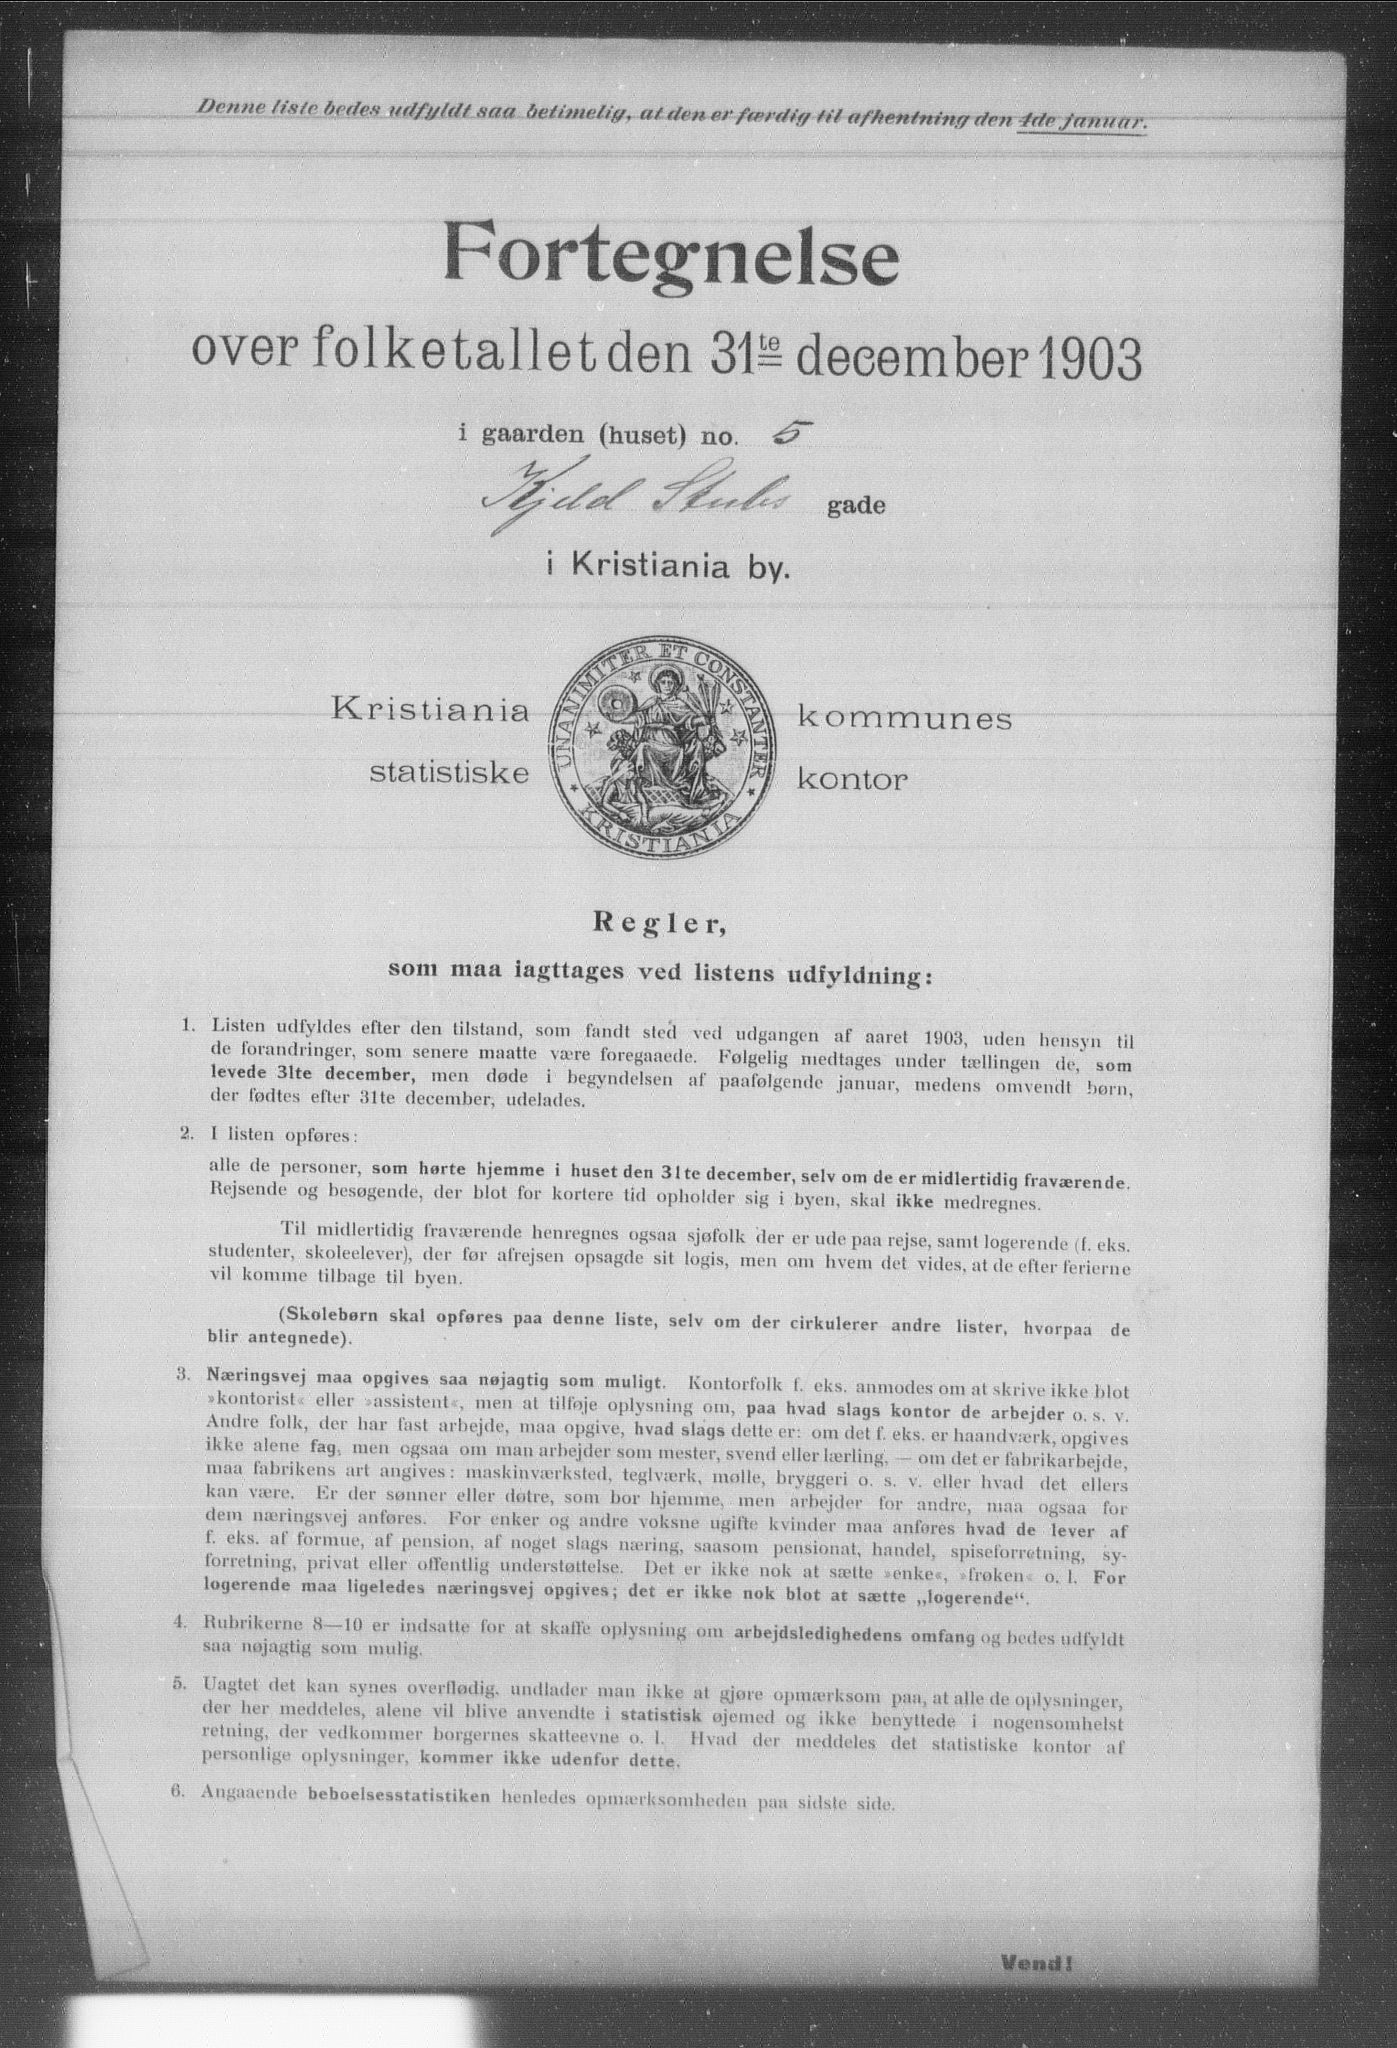 Denne liste bedes udfyldt saa betimelig, at den er færdig til afhentning den 4de januar.
Fortegnelse
over folketallet den 31te december 1903
i gaarden (huset) no. 5
Kjeld Stubs gade
i Kristiania by.
Kristiania kommunes
statistiske kontor
UNANIMITER ET CONSTANTER
* KRISTIANIA *
Regler,
som maa iagttages ved listens udfyldning:
1. Listen udfyldes efter den tilstand, som fandt sted ved udgangen af aaret 1903, uden hensyn til
de forandringer, som senere maatte være foregaaede. Følgelig medtages under tællingen de, som
levede 31te december, men døde i begyndelsen af paafølgende januar, medens omvendt børn,
der fødtes efter 31te december, udelades.
2. I listen opføres:
alle de personer, som hørte hjemme i huset den 31te december, selv om de er midlertidig fraværende.
Rejsende og besøgende, der blot for kortere tid opholder sig i byen, skal ikke medregnes.
Til midlertidig fraværende henregnes ogsaa sjøfolk der er ude paa rejse, samt logerende (f. eks.
studenter, skoleelever), der før afrejsen opsagde sit logis, men om hvem det vides, at de efter ferierne
vil komme tilbage til byen.
(Skolebørn skal opføres paa denne liste, selv om der cirkulerer andre lister, hvorpaa de
blir antegnede).
3. Næringsvej maa opgives saa nøjagtig som muligt. Kontorfolk f. eks. anmodes om at skrive ikke blot
»kontorist« eller »assistent«, men at tilføje oplysning om, paa hvad slags kontor de arbejder o. s. v.
Andre folk, der har fast arbejde, maa opgive, hvad slags dette er: om det f. eks. er haandværk, opgives
ikke alene fag, men ogsaa om man arbejder som mester, svend eller lærling, — om det er fabrikarbejde,
maa fabrikens art angives: maskinværksted, teglværk, mølle, bryggeri o. s. v. eller hvad det ellers
kan være. Er der sønner eller døtre, som bor hjemme, men arbejder for andre, maa ogsaa for
dem næringsvej anføres. For enker og andre voksne ugifte kvinder maa anføres hvad de lever af
f. eks. af formue, af pension, af noget slags næring, saasom pensionat, handel, spiseforretning, sy-
forretning, privat eller offentlig understøttelse. Det er ikke nok at sætte »enke«, »frøken« o. l. For
logerende maa ligeledes næringsvej opgives; det er ikke nok blot at sætte „logerende“.
4. Rubrikerne 8—10 er indsatte for at skaffe oplysning om arbejdsledighedens omfang og bedes udfyldt
saa nøjagtig som mulig.
5. Uagtet det kan synes overflødig, undlader man ikke at gjøre opmærksom paa, at alle de oplysninger,
der her meddeles, alene vil blive anvendte i statistisk øjemed og ikke benyttede i nogensomhelst
retning, der vedkommer borgernes skatteevne o. l. Hvad der meddeles det statistiske kontor af
personlige oplysninger, kommer ikke udenfor dette.
6. Angaaende beboelsesstatistiken henledes opmærksomheden paa sidste side.
Vend!